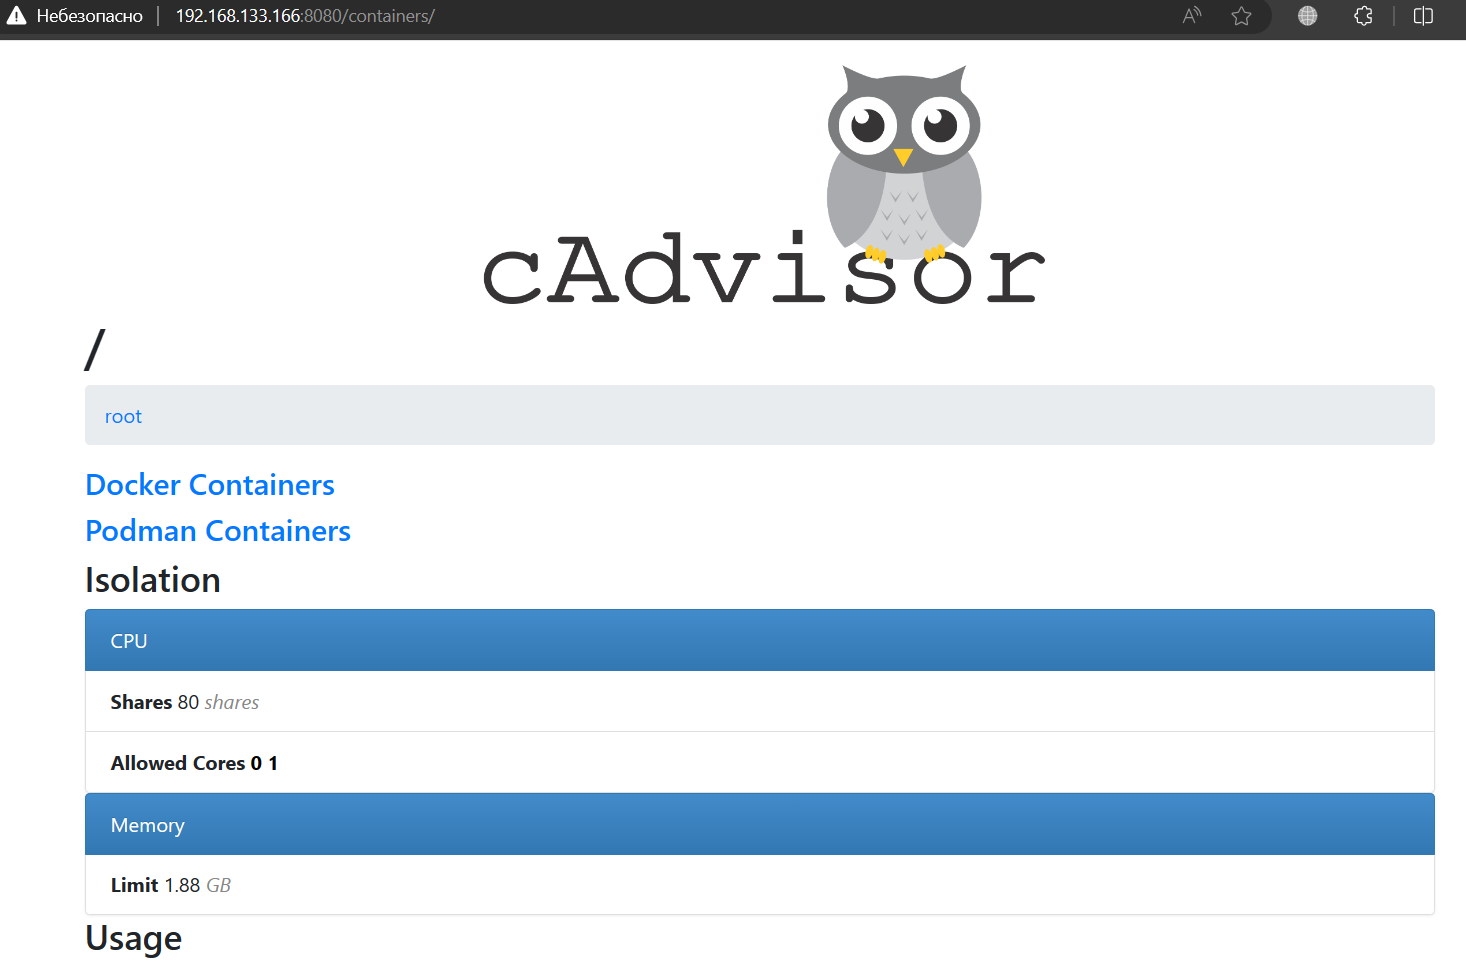 Небезопасно | 192.168.133.166:8080/containers/
cAdvisor
/
root
Docker Containers
Podman Containers
Isolation
CPU
Shares 80 shares
Allowed Cores 0 1
Memory
Limit 1.88 GB
Usage